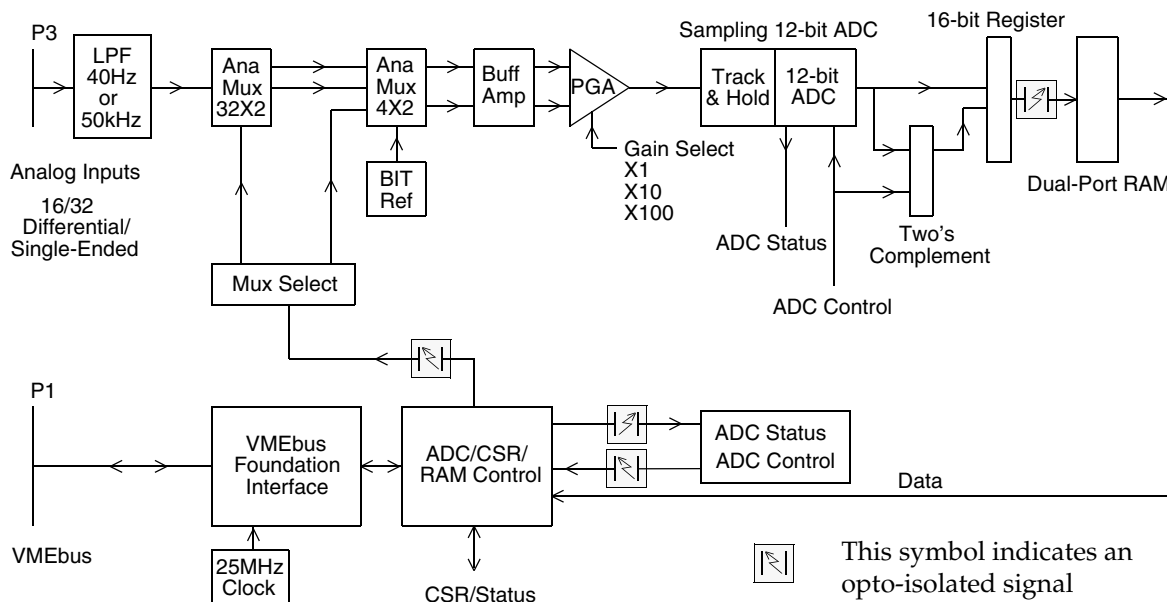 P3
LPF
40Hz
or
50kHz
Analog Inputs
16/32
Differential/
Single-Ended
Ana
Mux
32X2
Ana
Mux
4X2
BIT
Ref
Buff
Amp
PGA
Gain Select
X1
X10
X100
Sampling 12-bit ADC
Track
& Hold
12-bit
ADC
ADC Status
ADC Control
Two's
Complement
16-bit Register
Dual-Port RAM
Mux Select
P1
VMEbus
VMEbus
Foundation
Interface
25MHz
Clock
ADC/CSR/
RAM Control
CSR/Status
ADC Status
ADC Control
Data
This symbol indicates an
opto-isolated signal